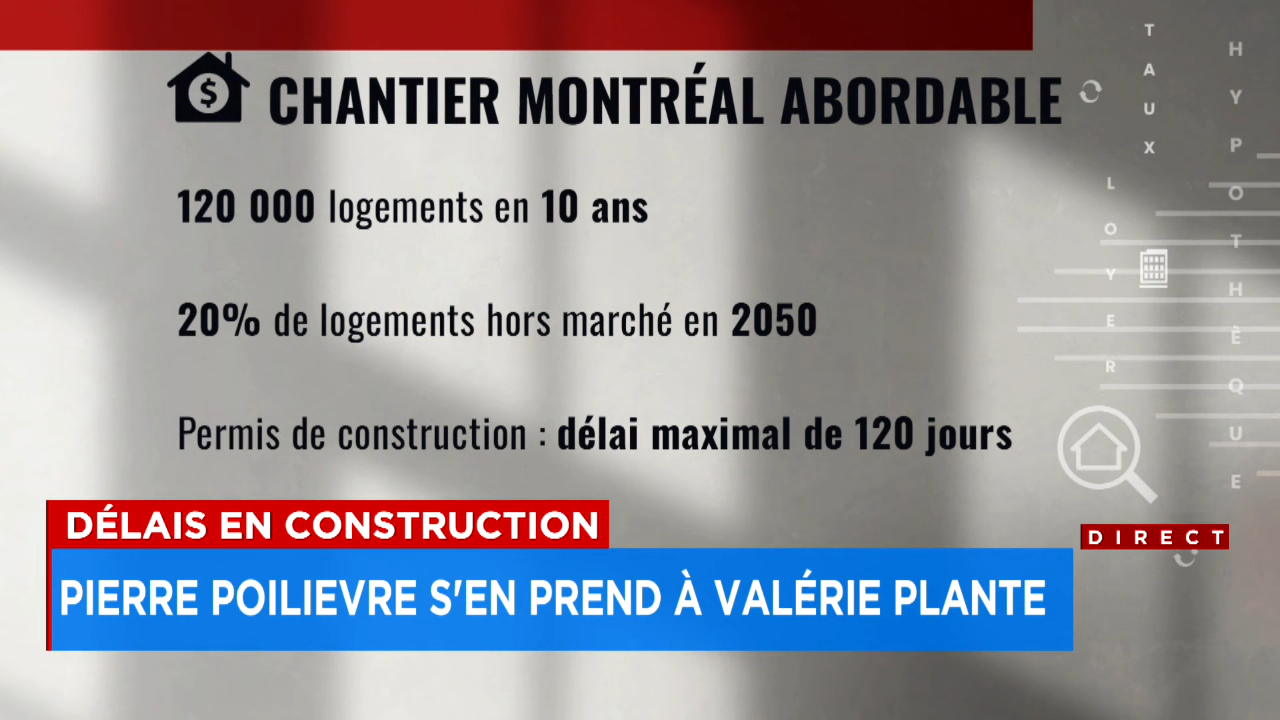 CHANTIER MONTRÉAL ABORDABLE
120 000 logements en 10 ans
20% de logements hors marché en 2050
Permis de construction : délai maximal de 120 jours
TAUX
LOYER
HYPOTHÈQUE
DÉLAIS EN CONSTRUCTION
DIRECT
PIERRE POILIEVRE S'EN PREND À VALÉRIE PLANTE